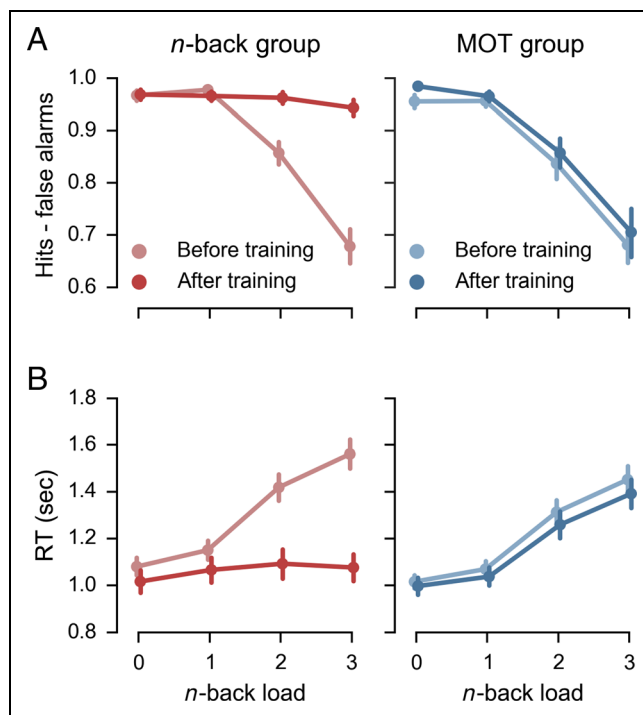 A
n-back group
MOT group
Hits - false alarms
1.0
0.9
0.8
0.7
0.6
Before training
After training
Before training
After training
B
RT (sec)
1.8
1.6
1.4
1.2
1.0
0.8
0 1 2 3
0 1 2 3
n-back load
n-back load